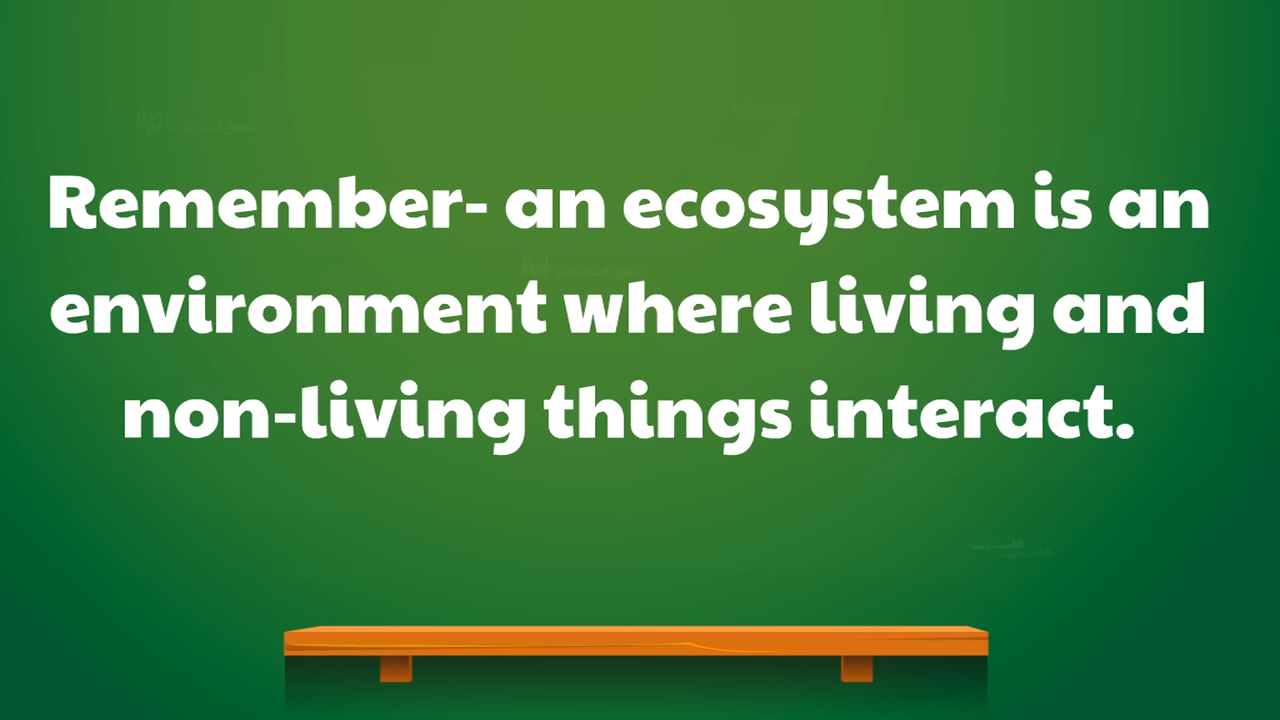 Remember- an ecosystem is an
environment where living and
non-living things interact.